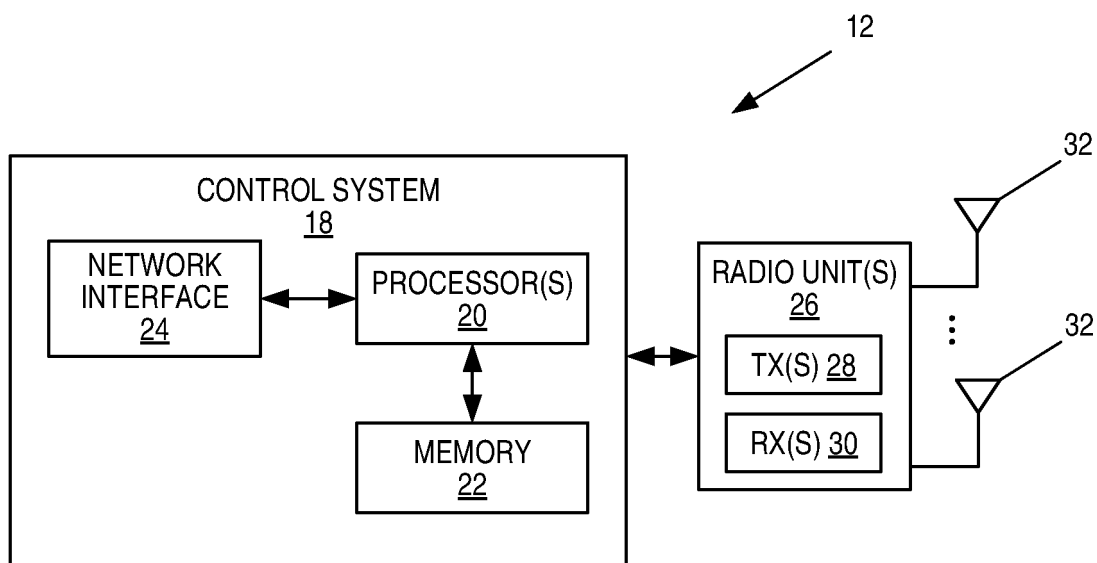 12
CONTROL SYSTEM
18
NETWORK
INTERFACE
24
PROCESSOR(S)
20
MEMORY
22
RADIO UNIT(S)
26
TX(S) 28
RX(S) 30
32
32